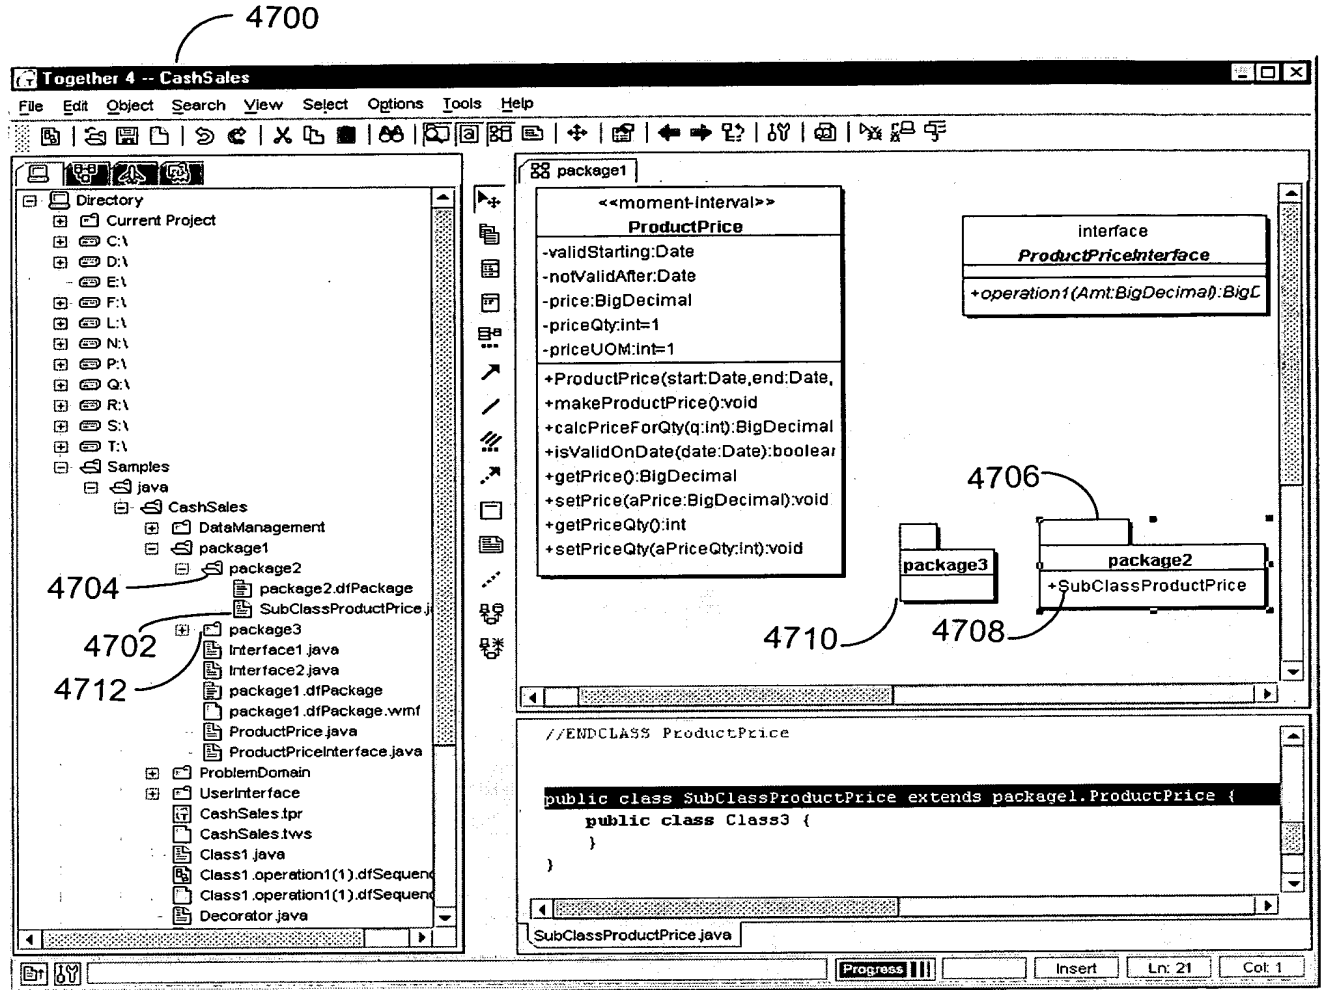 4700
Together 4 -- CashSales
File Edit Object Search View Select Options Tools Help
Directory
Current Project
C:\
D:\
E:\
F:\
L:\
N:\
P:\
Q:\
R:\
S:\
T:\
Samples
java
CashSales
DataManagement
package1
package2
4704
package2.dfPackage
SubClassProductPrice.j
4702
package3
4712
Interface1.java
Interface2.java
package1.dfPackage
package1.dfPackage.wmf
ProductPrice.java
ProductPriceInterface.java
ProblemDomain
UserInterface
CashSales.tpr
CashSales.tws
Class1.java
Class1.operation1(1).dfSequen
Class1.operation1(1).dfSequen
Decorator.java
package1
<<moment-interval>>
ProductPrice
-validStarting:Date
-notValidAfter:Date
-price:BigDecimal
-priceQty:int=1
-priceUOM:int=1
+ProductPrice(start:Date,end:Date,
+makeProductPrice():void
+calcPriceForQty(q:int):BigDecimal
+isValidOnDate(date:Date):boolear
+getPrice():BigDecimal
+setPrice(aPrice:BigDecimal):void
+getPriceQty():int
+setPriceQty(aPriceQty:int):void
interface
ProductPriceInterface
+operation1(Amt:BigDecimal):BigD
4706
package3
package2
+SubClassProductPrice
4710
4708
//ENDCLASS ProductPrice
public class SubClassProductPrice extends package1.ProductPrice {
public class Class3 {
}
}
SubClassProductPrice.java
Progress
Insert
Ln: 21
Col: 1